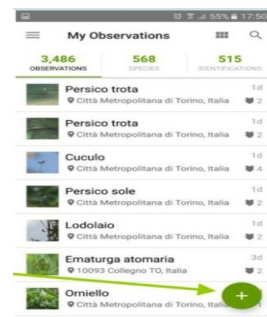 55% 17:50
My Observations
3,486 568 515
OBSERVATIONS SPECIES IDENTIFICATIONS
Persico trota 1d
Città Metropolitana di Torino, Italia 2
Persico trota 1d
Città Metropolitana di Torino, Italia 2
Cuculo 1d
Città Metropolitana di Torino, Italia 4
Persico sole 1d
Città Metropolitana di Torino, Italia 2
Lodolaio 1d
Città Metropolitana di Torino, Italia 2
Ematurga atomaria 3d
10093 Collegno TO, Italia 2
Orniello
Città Metropolitana di Torino, Italia
+